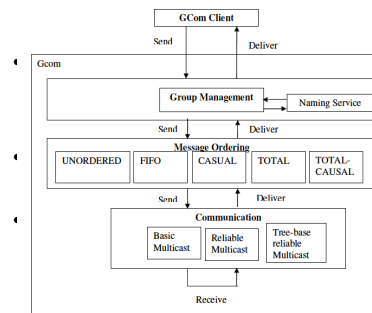 GCom Client
Send
Deliver
Gcom
Group Management
Naming Service
Send
Deliver
Message Ordering
UNORDERED
FIFO
CASUAL
TOTAL
TOTAL-
CAUSAL
Send
Deliver
Communication
Basic
Multicast
Reliable
Multicast
Tree-base
reliable
Multicast
Receive